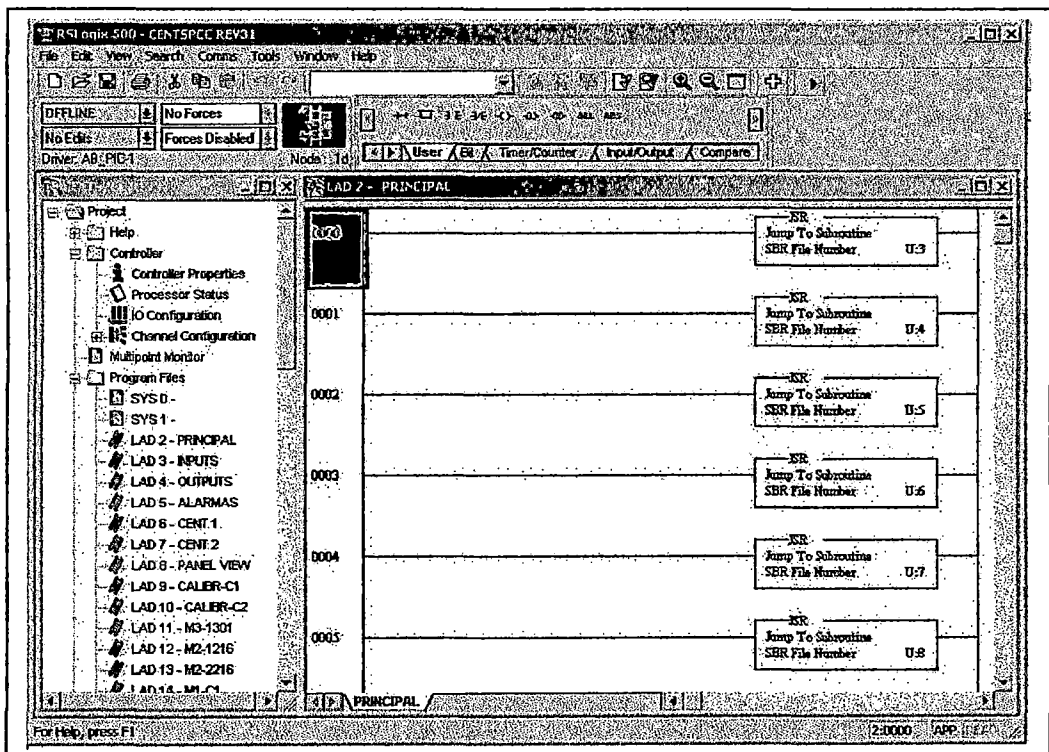 RSLogix 500 - CENTSPCC REV31
File Edit View Search Comms Tools Window Help
OFFLINE No Forces
No Edits Forces Disabled
Driver: AB_PIC-1 Node: 1d
User Bit Timer/Counter Input/Output Compare
Project
Help
Controller
Controller Properties
Processor Status
IO Configuration
Channel Configuration
Multipoint Monitor
Program Files
SYS 0 -
SYS 1 -
LAD 2 - PRINCIPAL
LAD 3 - INPUTS
LAD 4 - OUTPUTS
LAD 5 - ALARMAS
LAD 6 - CENT.1
LAD 7 - CENT.2
LAD 8 - PANEL VIEW
LAD 9 - CALIBR-C1
LAD 10 - CALIBR-C2
LAD 11 - M3-1301
LAD 12 - M2-1216
LAD 13 - M2-2216
LAD 14 - M1-C1
LAD 2 - PRINCIPAL
0000
JSR
Jump To Subroutine
SBR File Number U:3
0001
JSR
Jump To Subroutine
SBR File Number U:4
0002
JSR
Jump To Subroutine
SBR File Number U:5
0003
JSR
Jump To Subroutine
SBR File Number U:6
0004
JSR
Jump To Subroutine
SBR File Number U:7
0005
JSR
Jump To Subroutine
SBR File Number U:8
PRINCIPAL
For Help, press F1
2:0000 APP READ